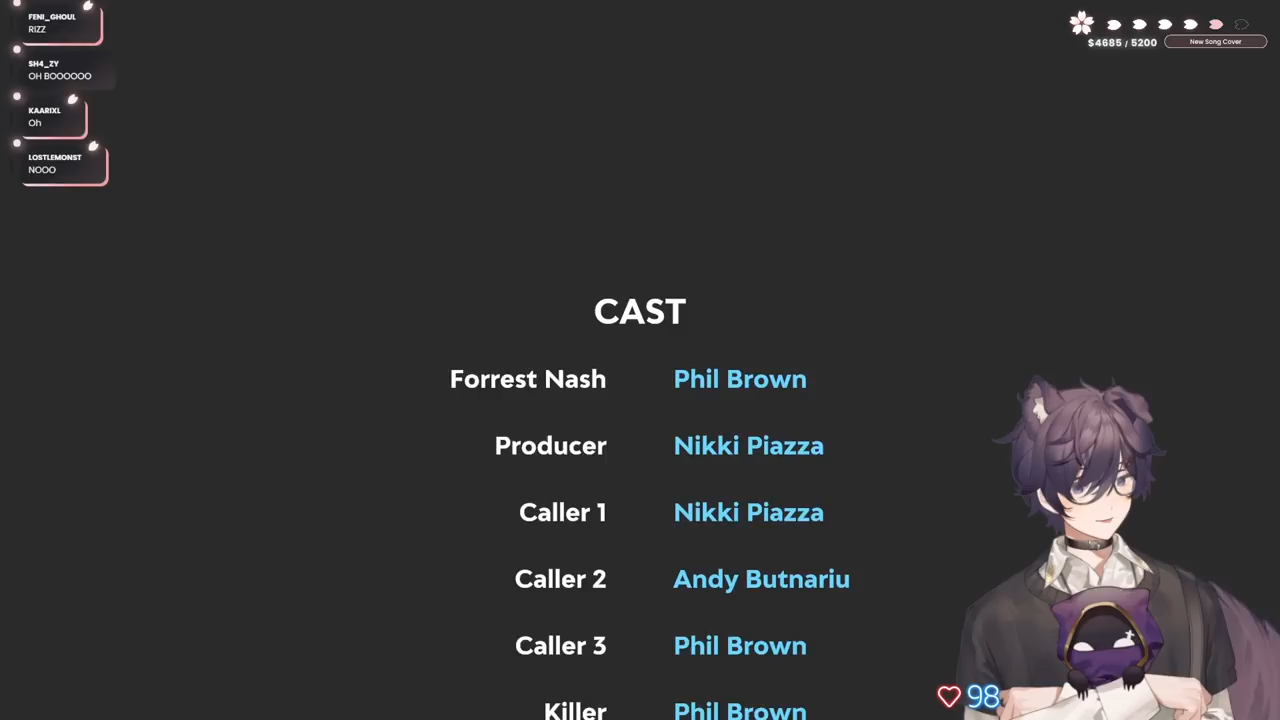 FENI_GHOUL
RIZZ
SH4_ZY
OH BOOOOOO
KAARIXL
Oh
LOSTLEMONST
NOOO
$4685 / 5200
New Song Cover
CAST
Forrest Nash Phil Brown
Producer Nikki Piazza
Caller 1 Nikki Piazza
Caller 2 Andy Butnariu
Caller 3 Phil Brown
Killer Phil Brown
98